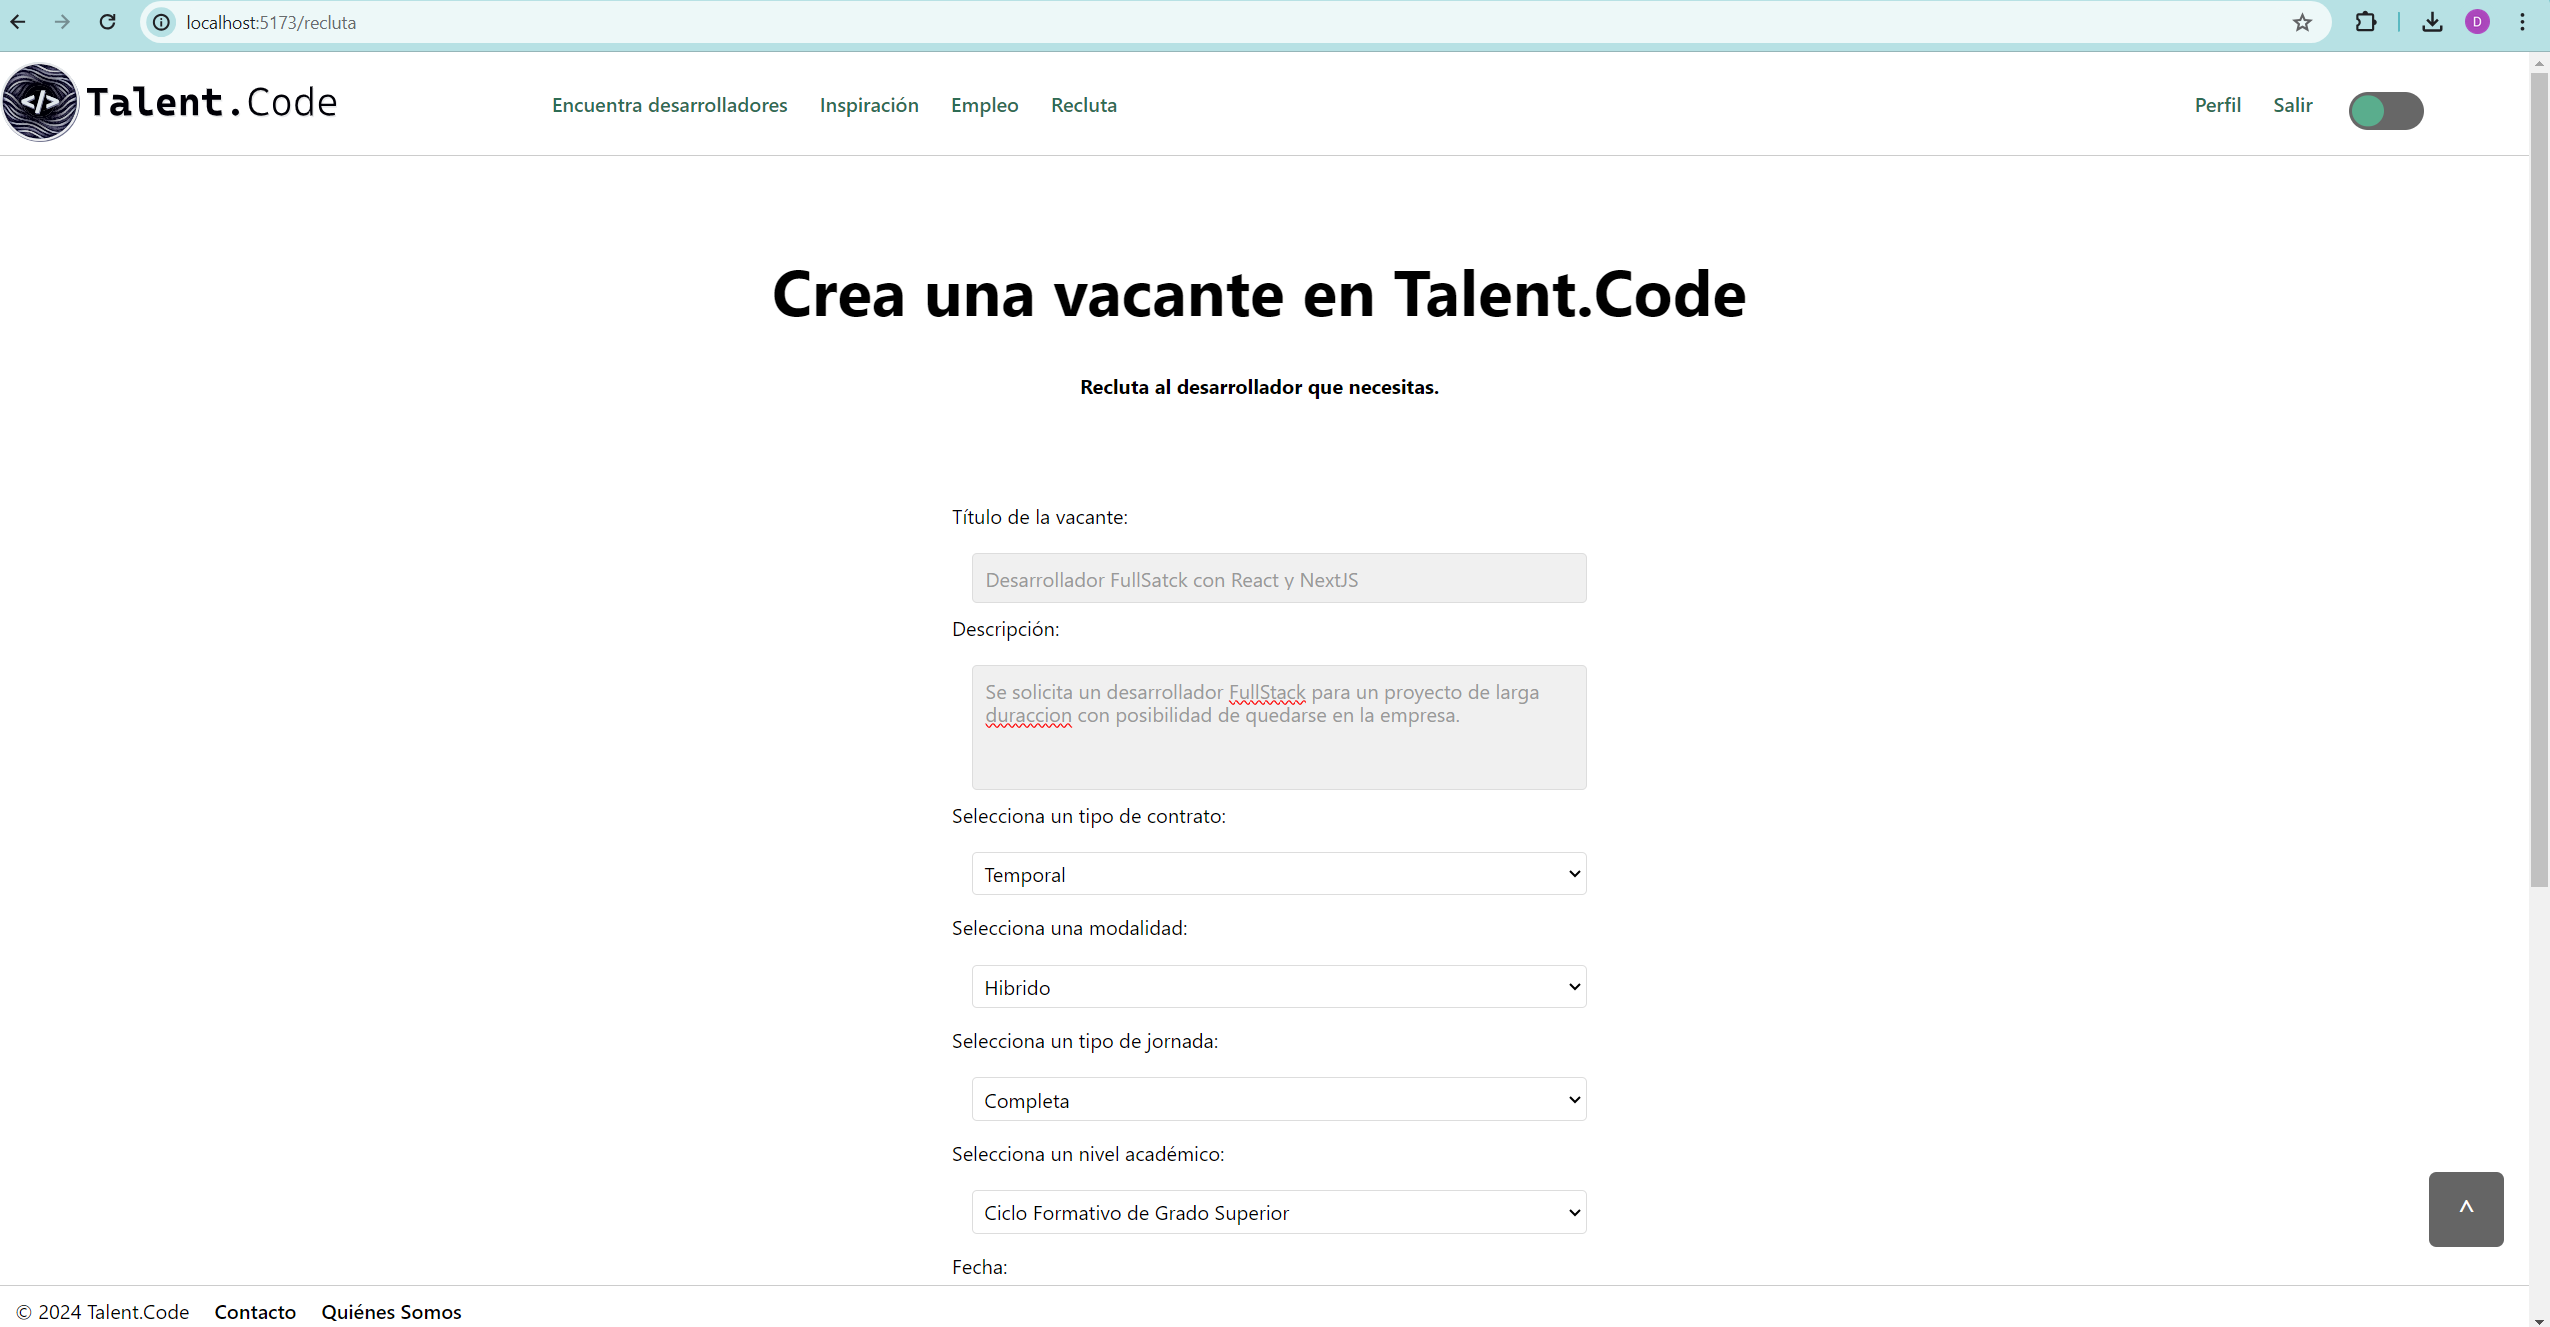 localhost:5173/recluta
D
</> Talent.Code
Encuentra desarrolladores Inspiración Empleo Recluta
Perfil Salir
Crea una vacante en Talent.Code
Recluta al desarrollador que necesitas.
Título de la vacante:
Desarrollador FullSatck con React y NextJS
Descripción:
Se solicita un desarrollador FullStack para un proyecto de larga
duraccion con posibilidad de quedarse en la empresa.
Selecciona un tipo de contrato:
Temporal
Selecciona una modalidad:
Hibrido
Selecciona un tipo de jornada:
Completa
Selecciona un nivel académico:
Ciclo Formativo de Grado Superior
^
Fecha:
© 2024 Talent.Code Contacto Quiénes Somos